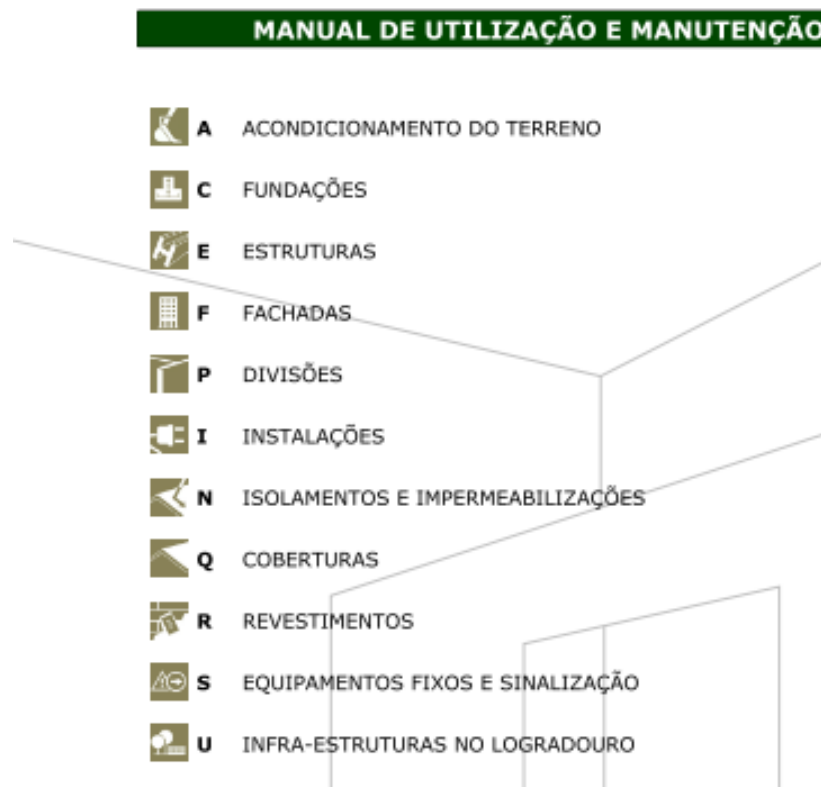 MANUAL DE UTILIZAÇÃO E MANUTENÇÃO
A ACONDICIONAMENTO DO TERRENO
C FUNDAÇÕES
E ESTRUTURAS
F FACHADAS
P DIVISÕES
I INSTALAÇÕES
N ISOLAMENTOS E IMPERMEABILIZAÇÕES
Q COBERTURAS
R REVESTIMENTOS
S EQUIPAMENTOS FIXOS E SINALIZAÇÃO
U INFRA-ESTRUTURAS NO LOGRADOURO